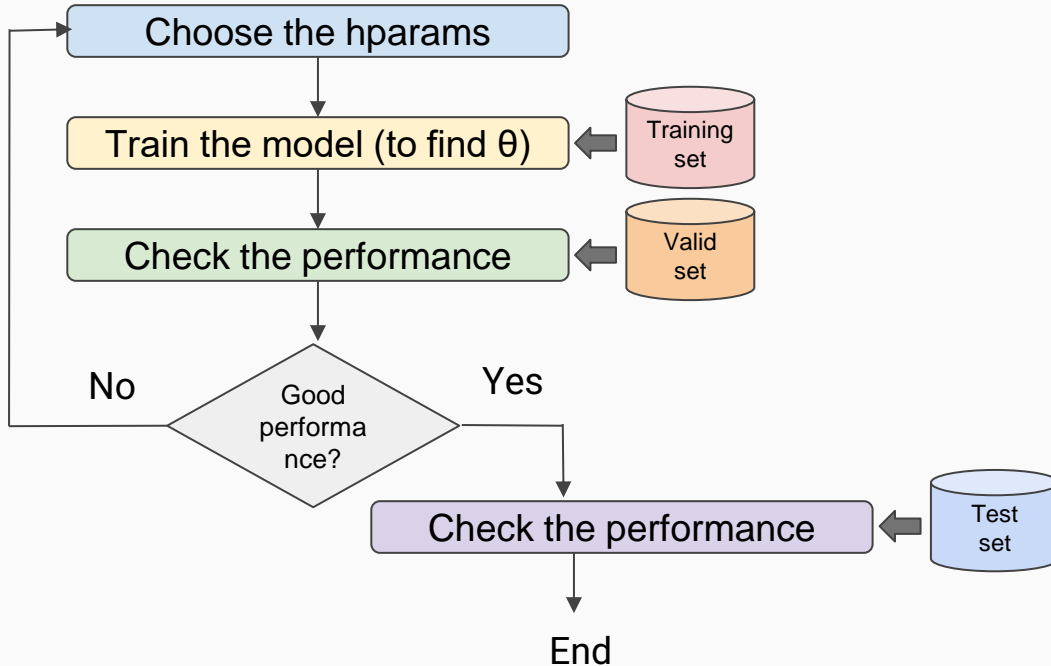 Choose the hparams
Train the model (to find θ)
Training
set
Check the performance
Valid
set
No
Yes
Good
performa
nce?
Check the performance
Test
set
End